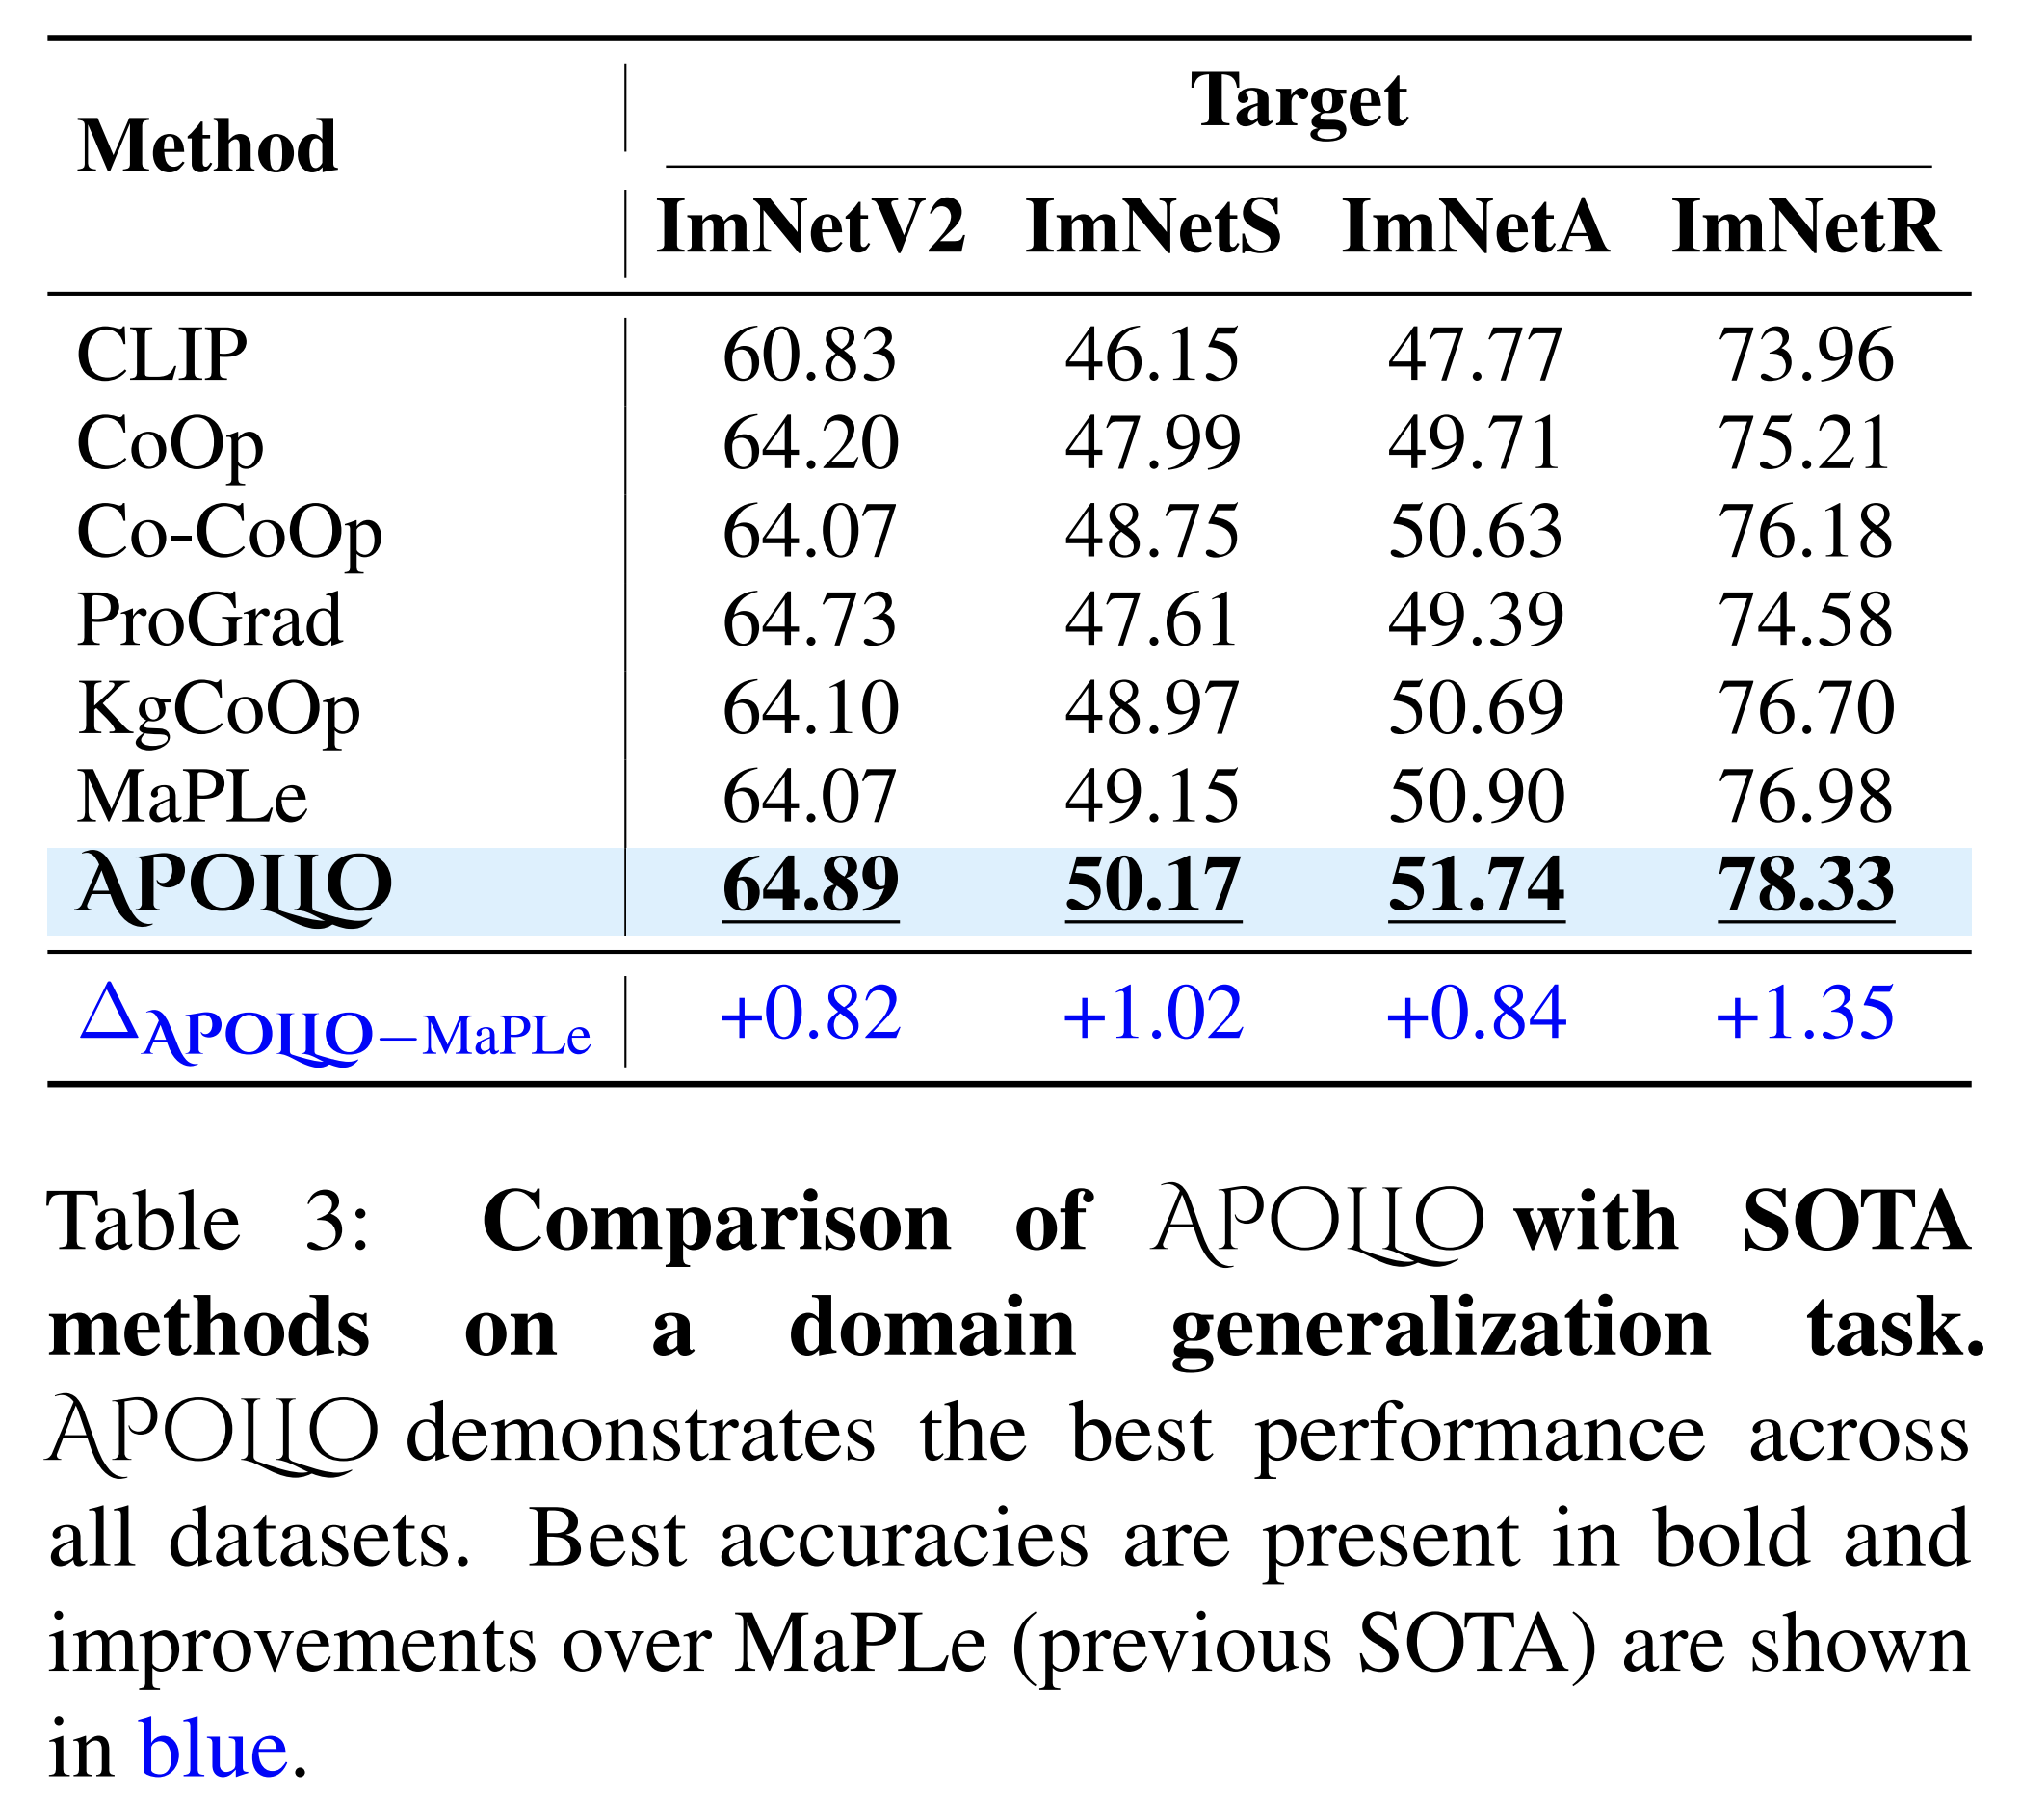 Method Target
ImNetV2 ImNetS ImNetA ImNetR
CLIP 60.83 46.15 47.77 73.96
CoOp 64.20 47.99 49.71 75.21
Co-CoOp 64.07 48.75 50.63 76.18
ProGrad 64.73 47.61 49.39 74.58
KgCoOp 64.10 48.97 50.69 76.70
MaPLe 64.07 49.15 50.90 76.98
APOLLO 64.89 50.17 51.74 78.33
ΔAPOLLO−MaPLe +0.82 +1.02 +0.84 +1.35
Table 3: Comparison of APOLLO with SOTA
methods on a domain generalization task.
APOLLO demonstrates the best performance across
all datasets. Best accuracies are present in bold and
improvements over MaPLe (previous SOTA) are shown
in blue.